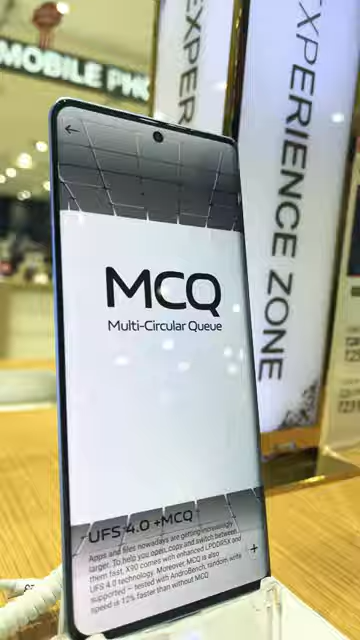 MOBILE PHO
EXPERIENCE ZONE
EXPER
MCQ
Multi-Circular Queue
UFS 4.0 +MCQ
Apps and files nowadays are getting increasingly
larger. To help you open, copy and switch between
them fast, X90 comes with enhanced LPDDR5X and
UFS 4.0 technology. Moreover, MCQ is also
supported — tested with AndroBench, random write
speed is 12% faster than without MCQ
+